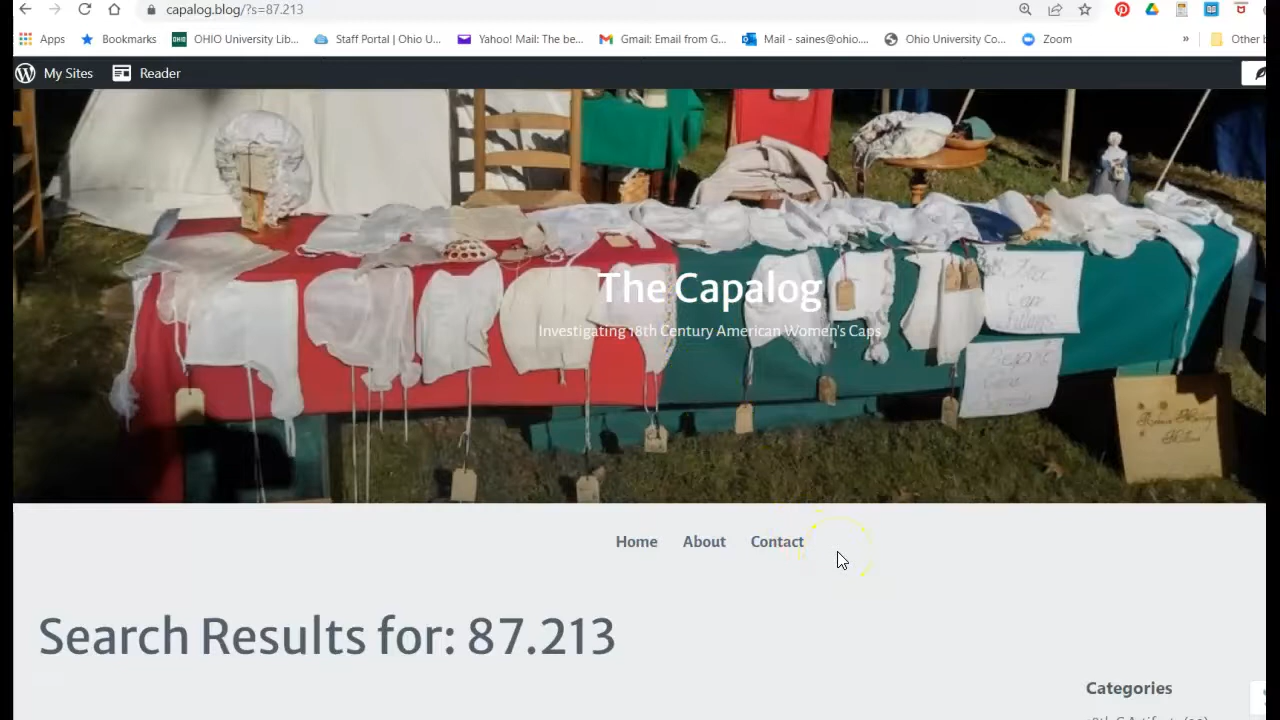 capalog.blog/?s=87.213
Apps Bookmarks OHIO University Lib... Staff Portal | Ohio U... Yahoo! Mail: The be... Gmail: Email from G... Mail - saines@ohio.... Ohio University Co... Zoom » Other b
My Sites Reader
The Capalog
Investigating 18th Century American Women's Caps
Home About Contact
Search Results for: 87.213
Categories